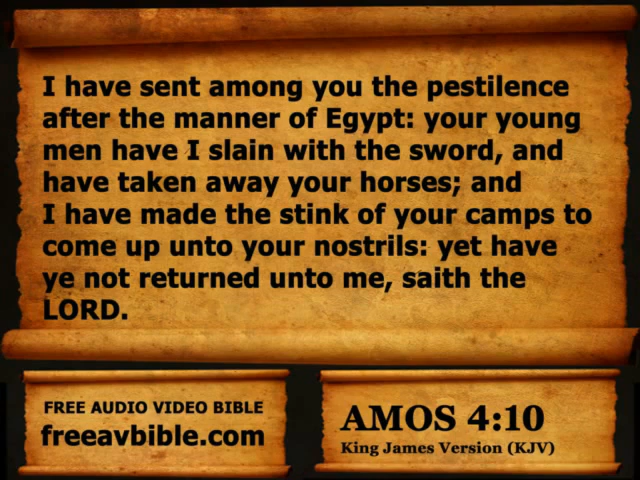 I have sent among you the pestilence
after the manner of Egypt: your young
men have I slain with the sword, and
have taken away your horses; and
I have made the stink of your camps to
come up unto your nostrils: yet have
ye not returned unto me, saith the
LORD.
FREE AUDIO VIDEO BIBLE
freeavbible.com
AMOS 4:10
King James Version (KJV)